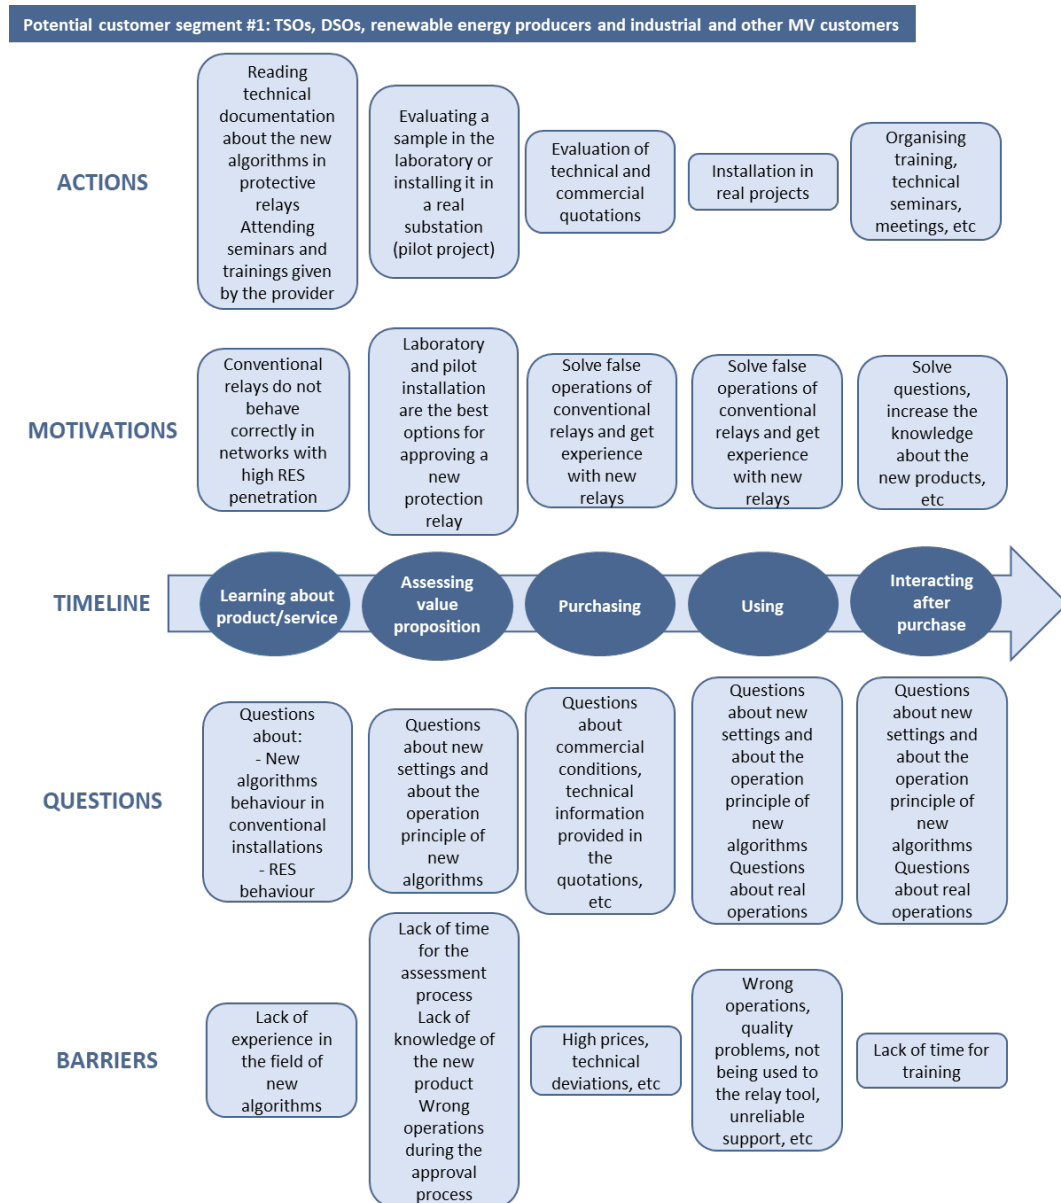 Potential customer segment #1: TSOs, DSOs, renewable energy producers and industrial and other MV customers
ACTIONS
Reading
technical
documentation
about the new
algorithms in
protective
relays
Attending
seminars and
trainings given
by the provider
Evaluating a
sample in the
laboratory or
installing it in
a real
substation
(pilot project)
Evaluation of
technical and
commercial
quotations
Installation in
real projects
Organising
training,
technical
seminars,
meetings, etc
MOTIVATIONS
Conventional
relays do not
behave
correctly in
networks with
high RES
penetration
Laboratory
and pilot
installation
are the best
options for
approving a
new
protection
relay
Solve false
operations of
conventional
relays and get
experience
with new
relays
Solve false
operations of
conventional
relays and get
experience
with new
relays
Solve
questions,
increase the
knowledge
about the
new products,
etc
TIMELINE
Learning about
product/service
Assessing
value
proposition
Purchasing
Using
Interacting
after
purchase
QUESTIONS
Questions
about:
- New
algorithms
behaviour in
conventional
installations
- RES
behaviour
Questions
about new
settings and
about the
operation
principle of
new
algorithms
Questions
about
commercial
conditions,
technical
information
provided in
the
quotations,
etc
Questions
about new
settings and
about the
operation
principle of
new
algorithms
Questions
about real
operations
Questions
about new
settings and
about the
operation
principle of
new
algorithms
Questions
about real
operations
BARRIERS
Lack of
experience in
the field of
new
algorithms
Lack of time
for the
assessment
process
Lack of
knowledge of
the new
product
Wrong
operations
during the
approval
process
High prices,
technical
deviations, etc
Wrong
operations,
quality
problems, not
being used to
the relay tool,
unreliable
support, etc
Lack of time for
training